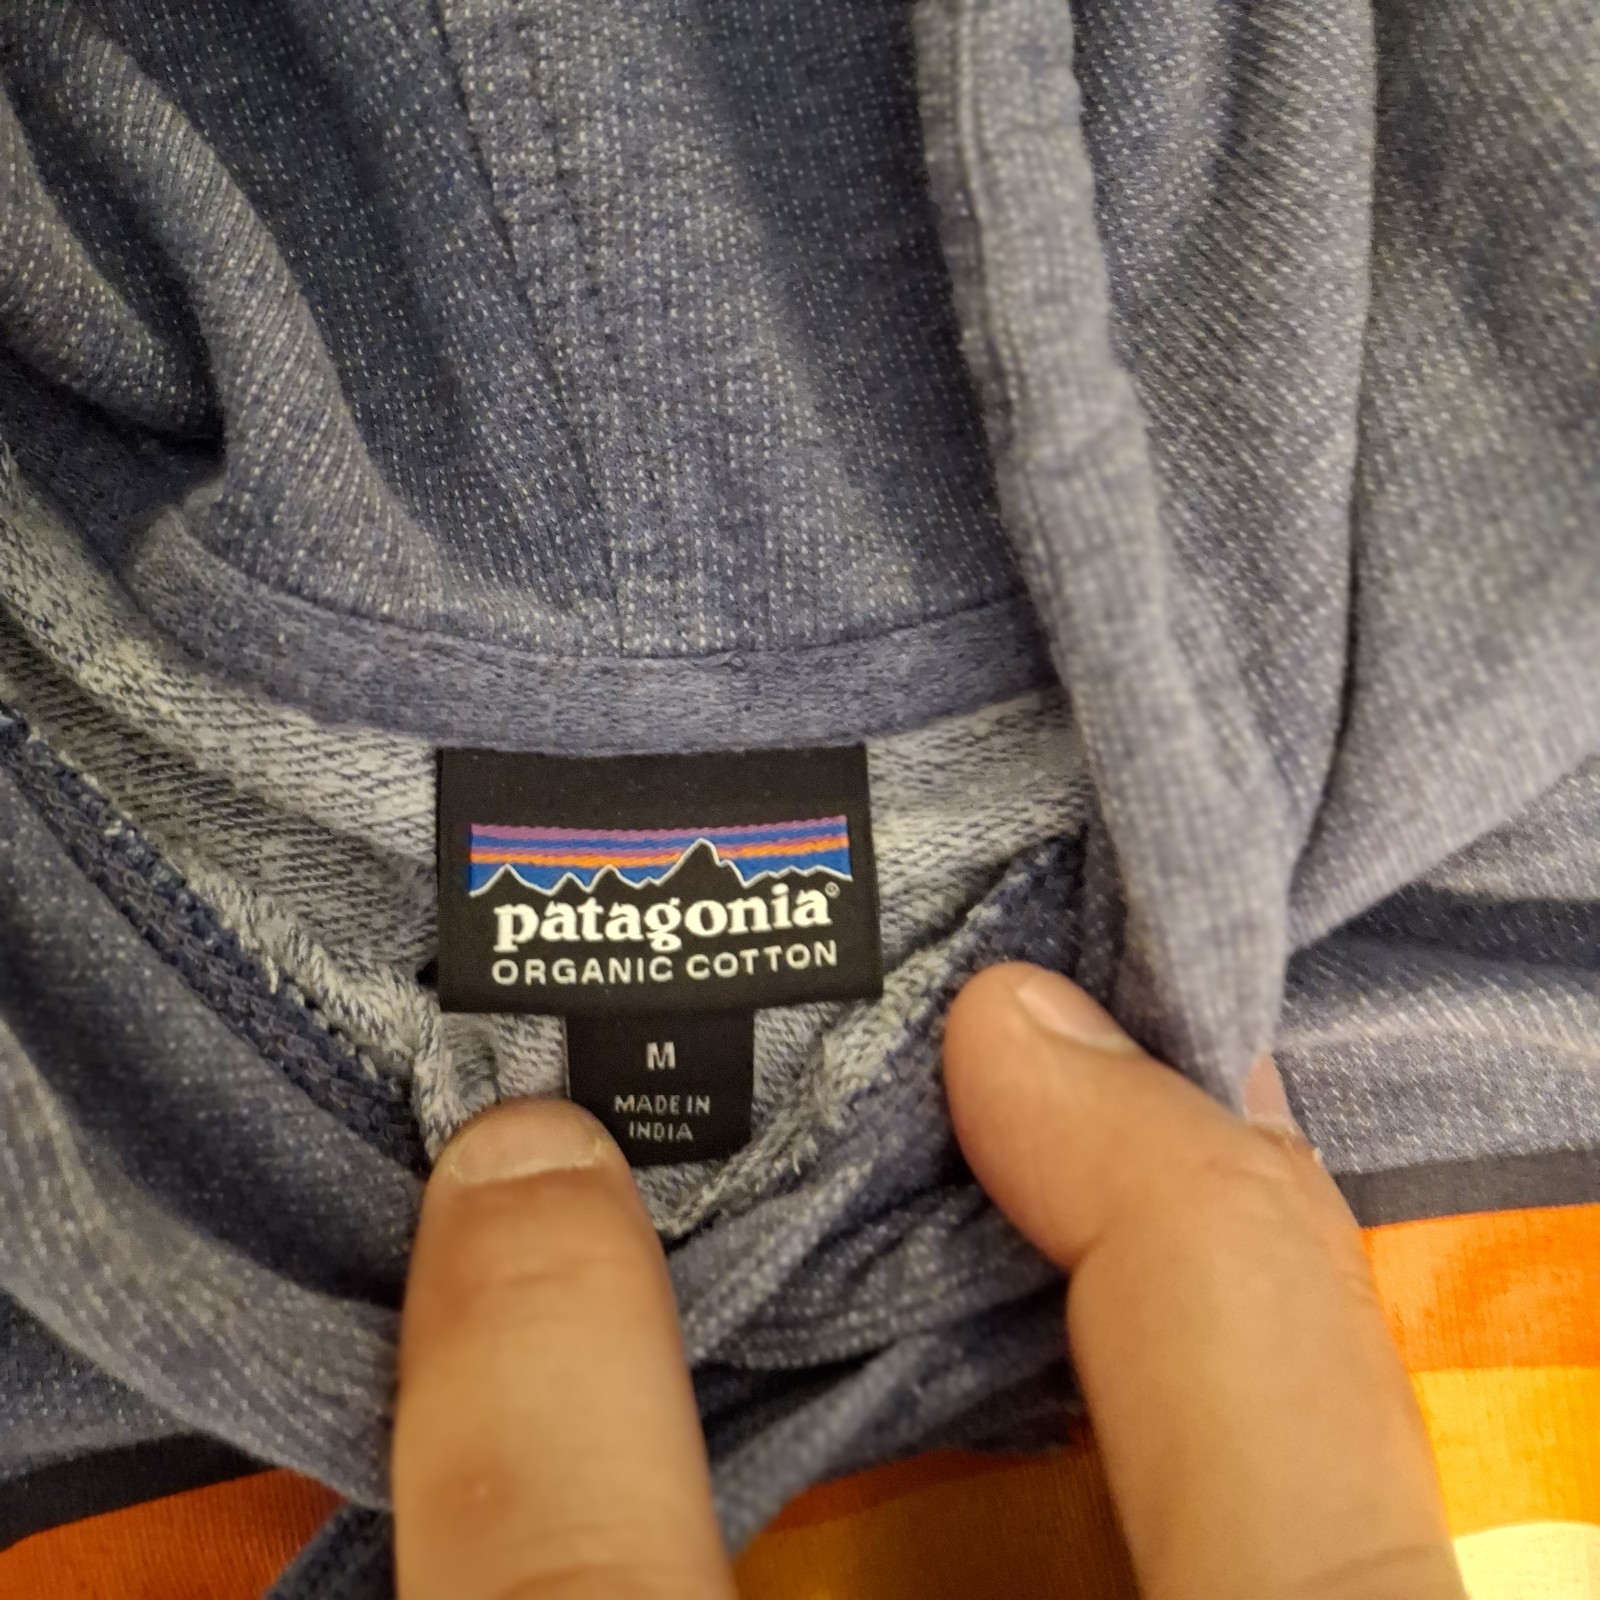 patagonia®
ORGANIC COTTON
M
MADE IN
INDIA